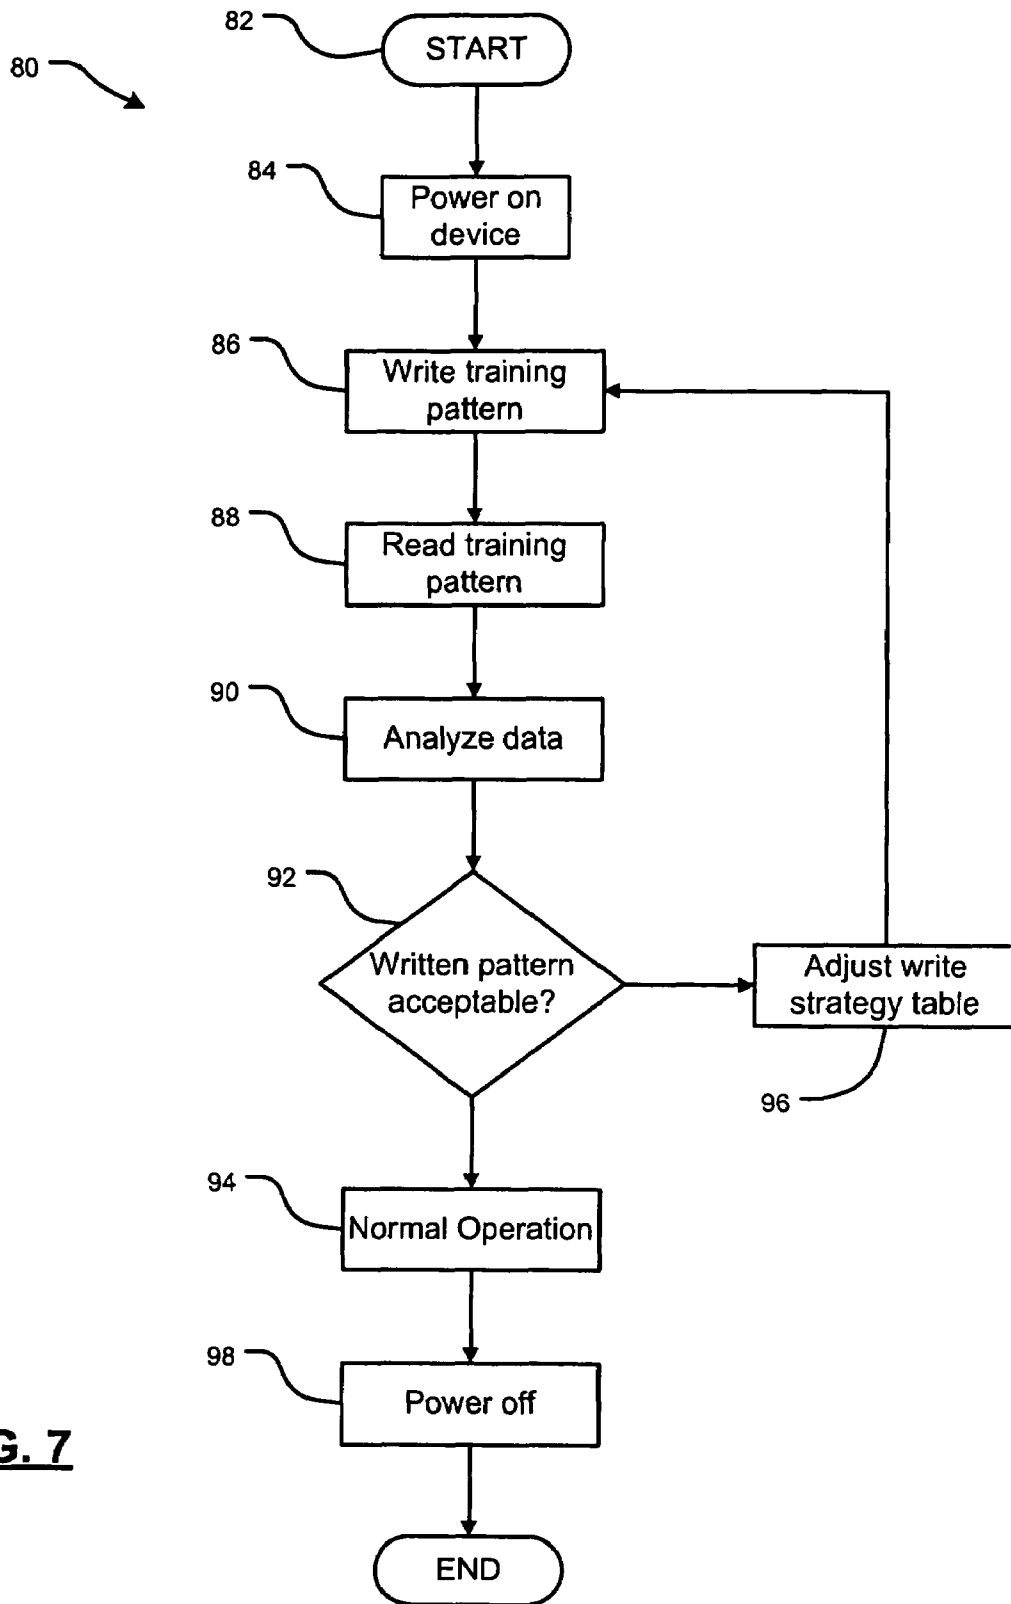 82
START
80
84
Power on
device
86
Write training
pattern
88
Read training
pattern
90
Analyze data
92
Written pattern
acceptable?
Adjust write
strategy table
96
94
Normal Operation
98
Power off
G. 7
END